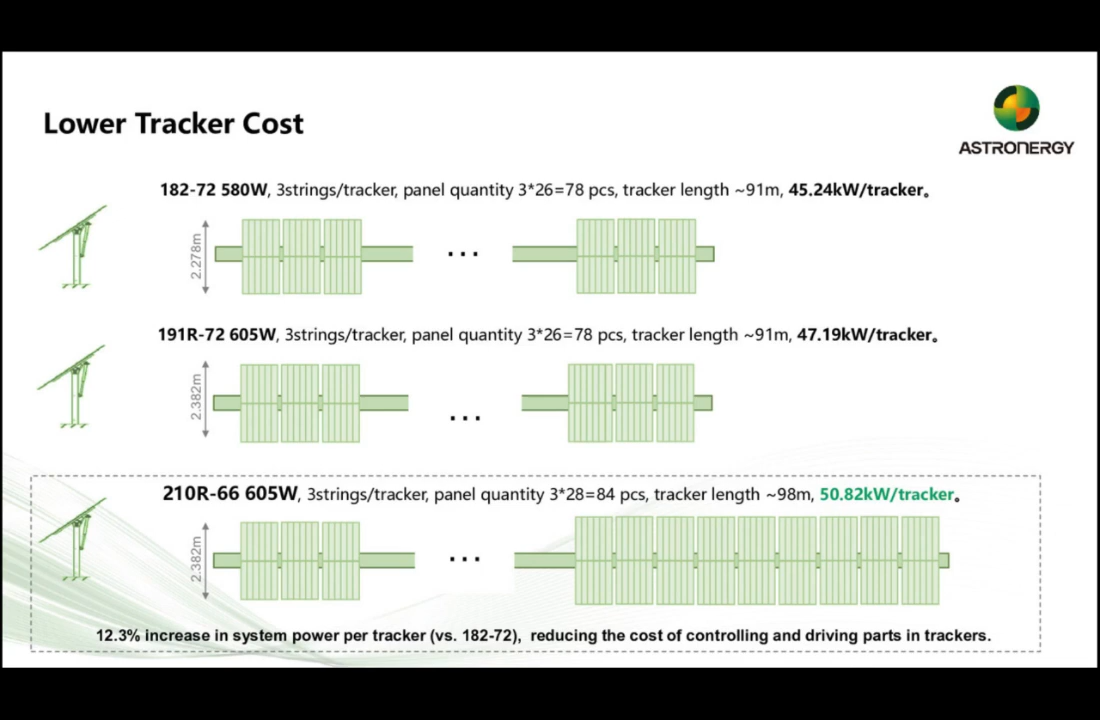 Lower Tracker Cost
ASTRONERGY
182-72 580W, 3strings/tracker, panel quantity 3*26=78 pcs, tracker length ~91m, 45.24kW/tracker。
2.278m
...
191R-72 605W, 3strings/tracker, panel quantity 3*26=78 pcs, tracker length ~91m, 47.19kW/tracker。
2.382m
...
210R-66 605W, 3strings/tracker, panel quantity 3*28=84 pcs, tracker length ~98m, 50.82kW/tracker。
2.382m
...
12.3% increase in system power per tracker (vs. 182-72), reducing the cost of controlling and driving parts in trackers.